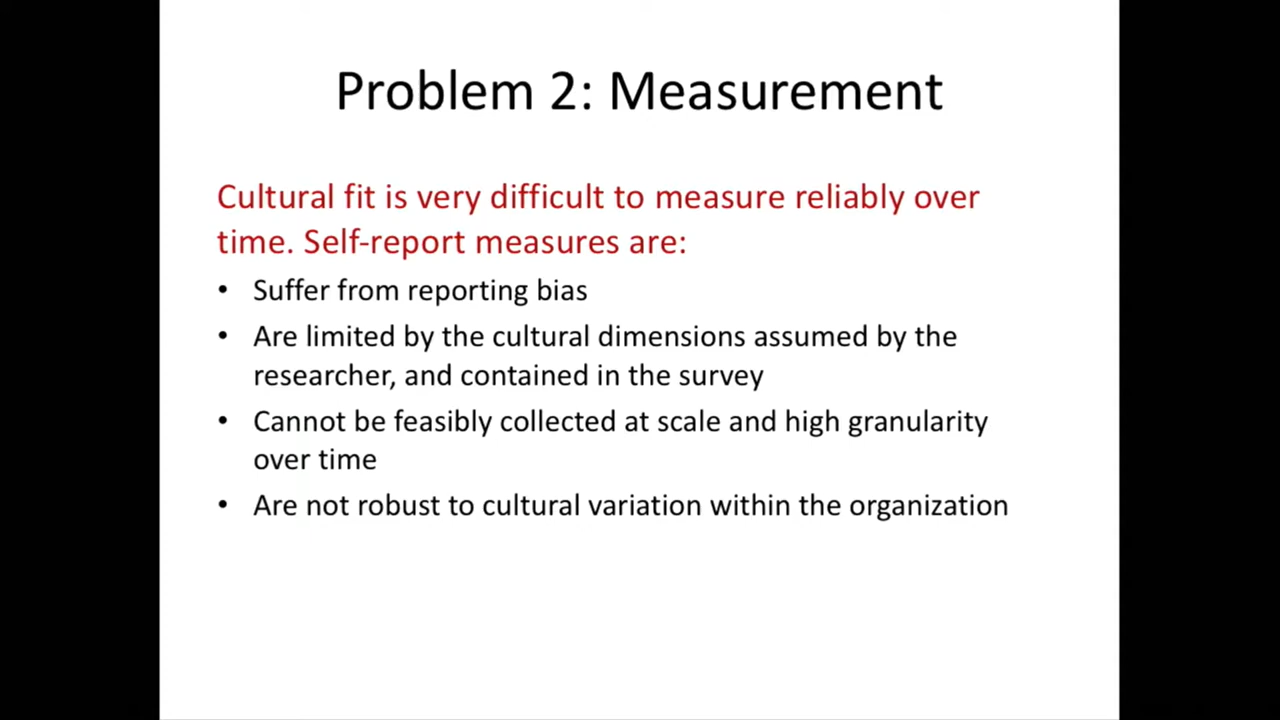 Problem 2: Measurement
Cultural fit is very difficult to measure reliably over
time. Self-report measures are:
• Suffer from reporting bias
• Are limited by the cultural dimensions assumed by the
researcher, and contained in the survey
• Cannot be feasibly collected at scale and high granularity
over time
• Are not robust to cultural variation within the organization